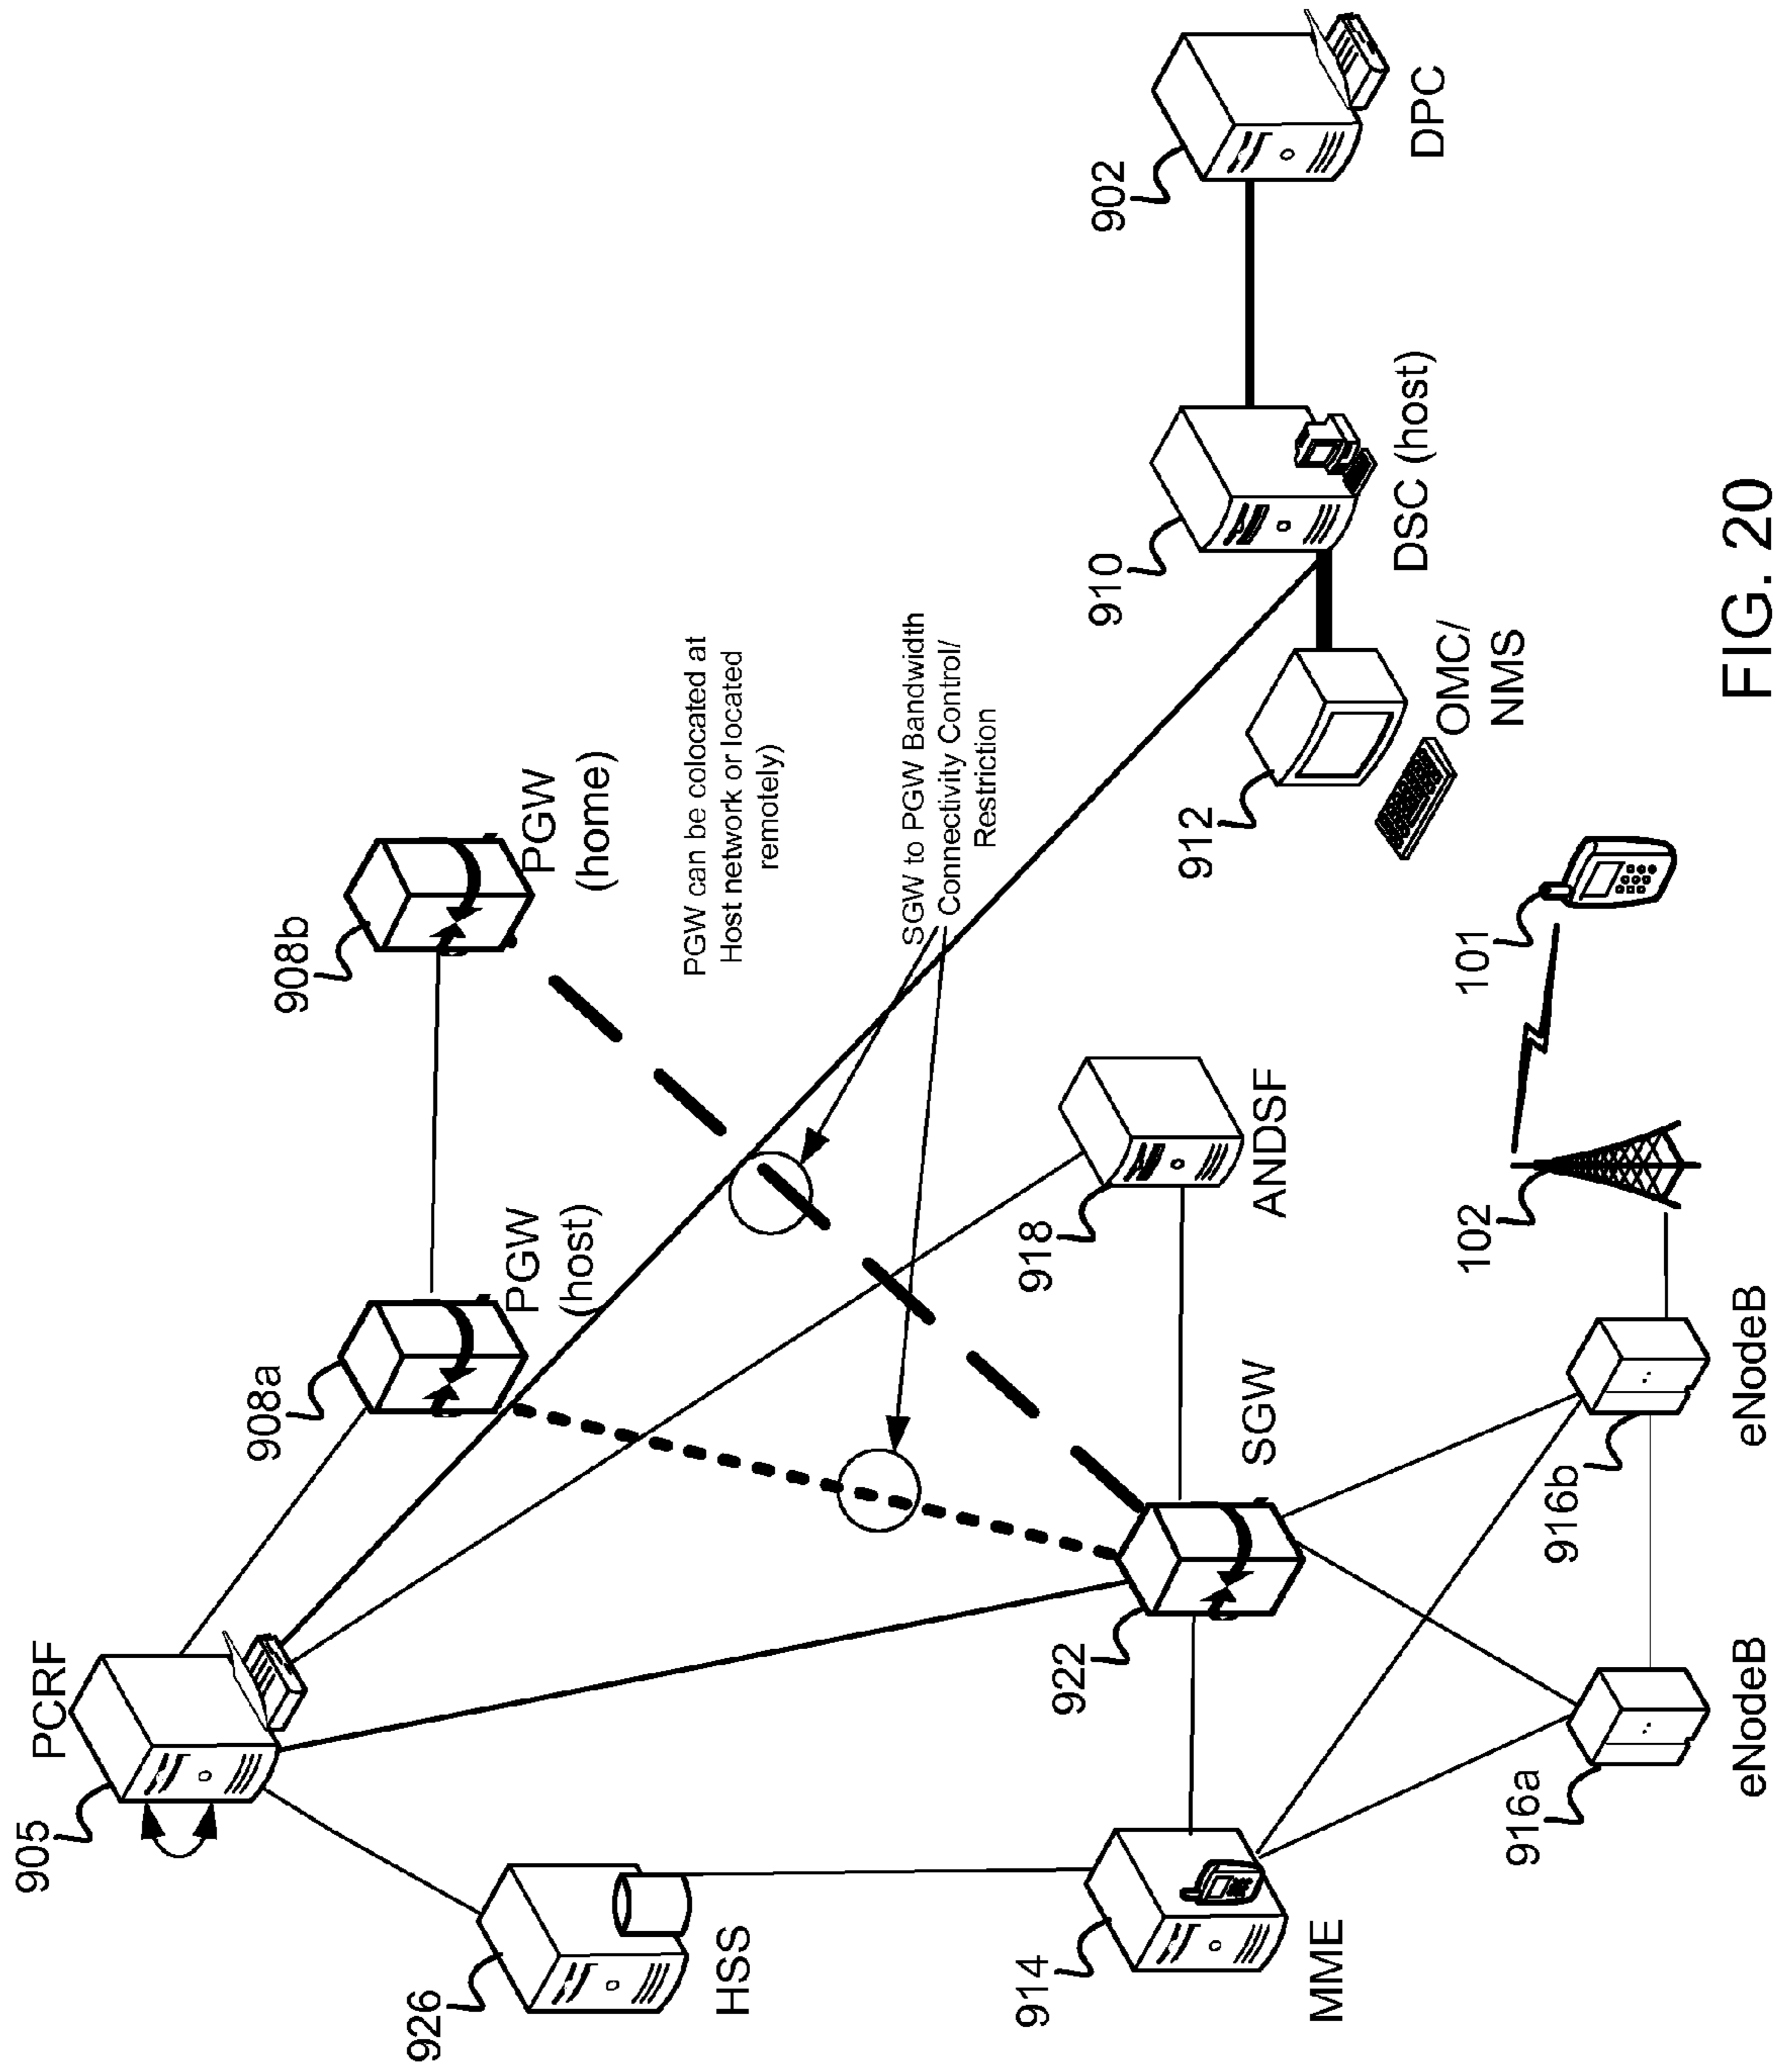 905
PCRF
908a
PGW
(host)
908b
PGW
(home)
PGW can be colocated at
Host network or located
remotely)
SGW to PGW Bandwidth
Connectivity Control/
Restriction
926
HSS
914
MME
922
SGW
918
ANDSF
910
DSC (host)
902
DPC
912
OMC/
NMS
916a
eNodeB
916b
eNodeB
102
101
FIG. 20